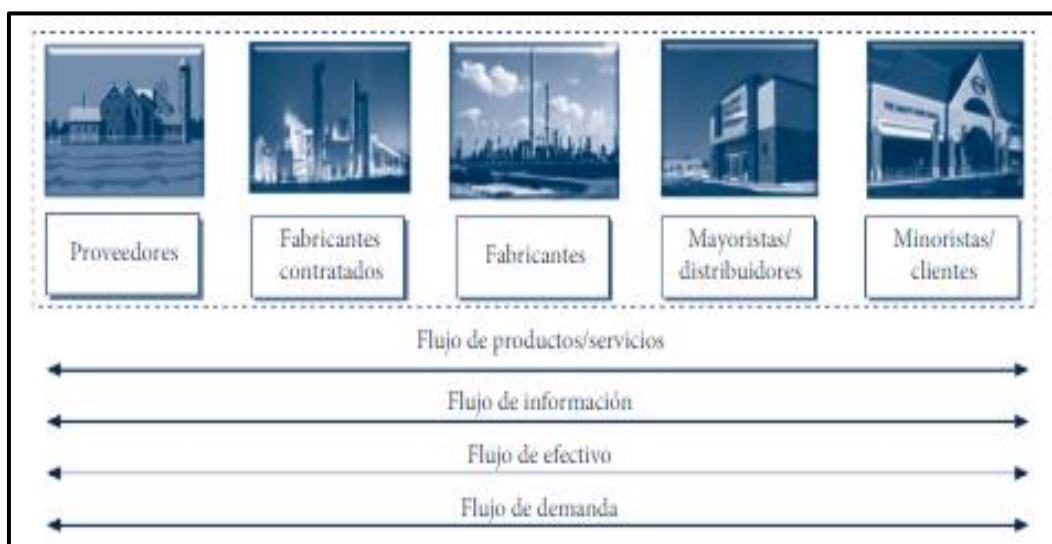 Proveedores
Fabricantes
contratados
Fabricantes
Mayoristas/
distribuidores
Minoristas/
clientes
Flujo de productos/servicios
Flujo de información
Flujo de efectivo
Flujo de demanda